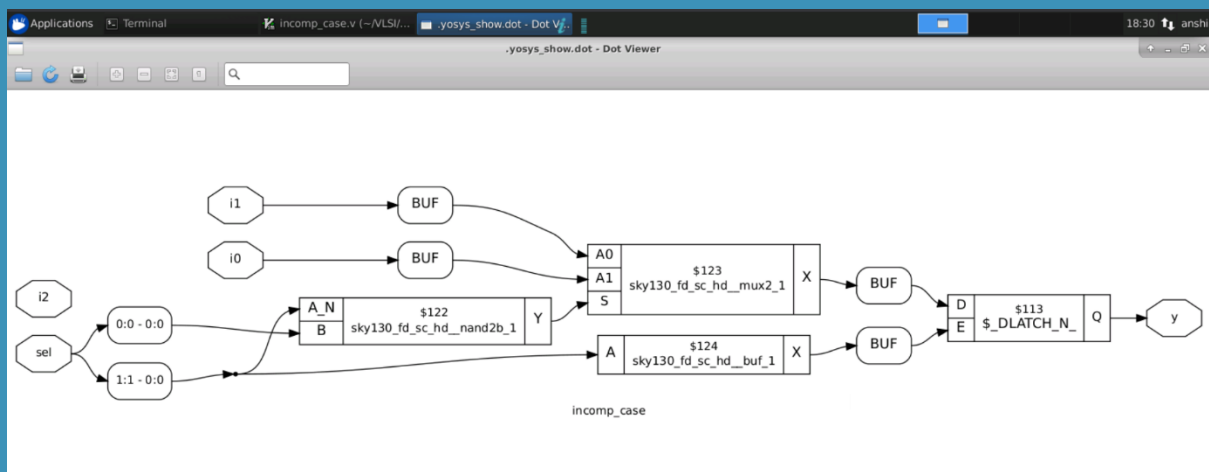 Applications
Terminal
incomp_case.v (~/VLSI/...
.yosys_show.dot - Dot V...
18:30
anshi
.yosys_show.dot - Dot Viewer
i1
BUF
i0
BUF
A0
A1
S
$123
sky130_fd_sc_hd__mux2_1
X
BUF
i2
A_N
B
$122
sky130_fd_sc_hd__nand2b_1
Y
D
E
$113
$_DLATCH_N_
Q
y
0:0 - 0:0
sel
A
$124
sky130_fd_sc_hd__buf_1
X
BUF
1:1 - 0:0
incomp_case